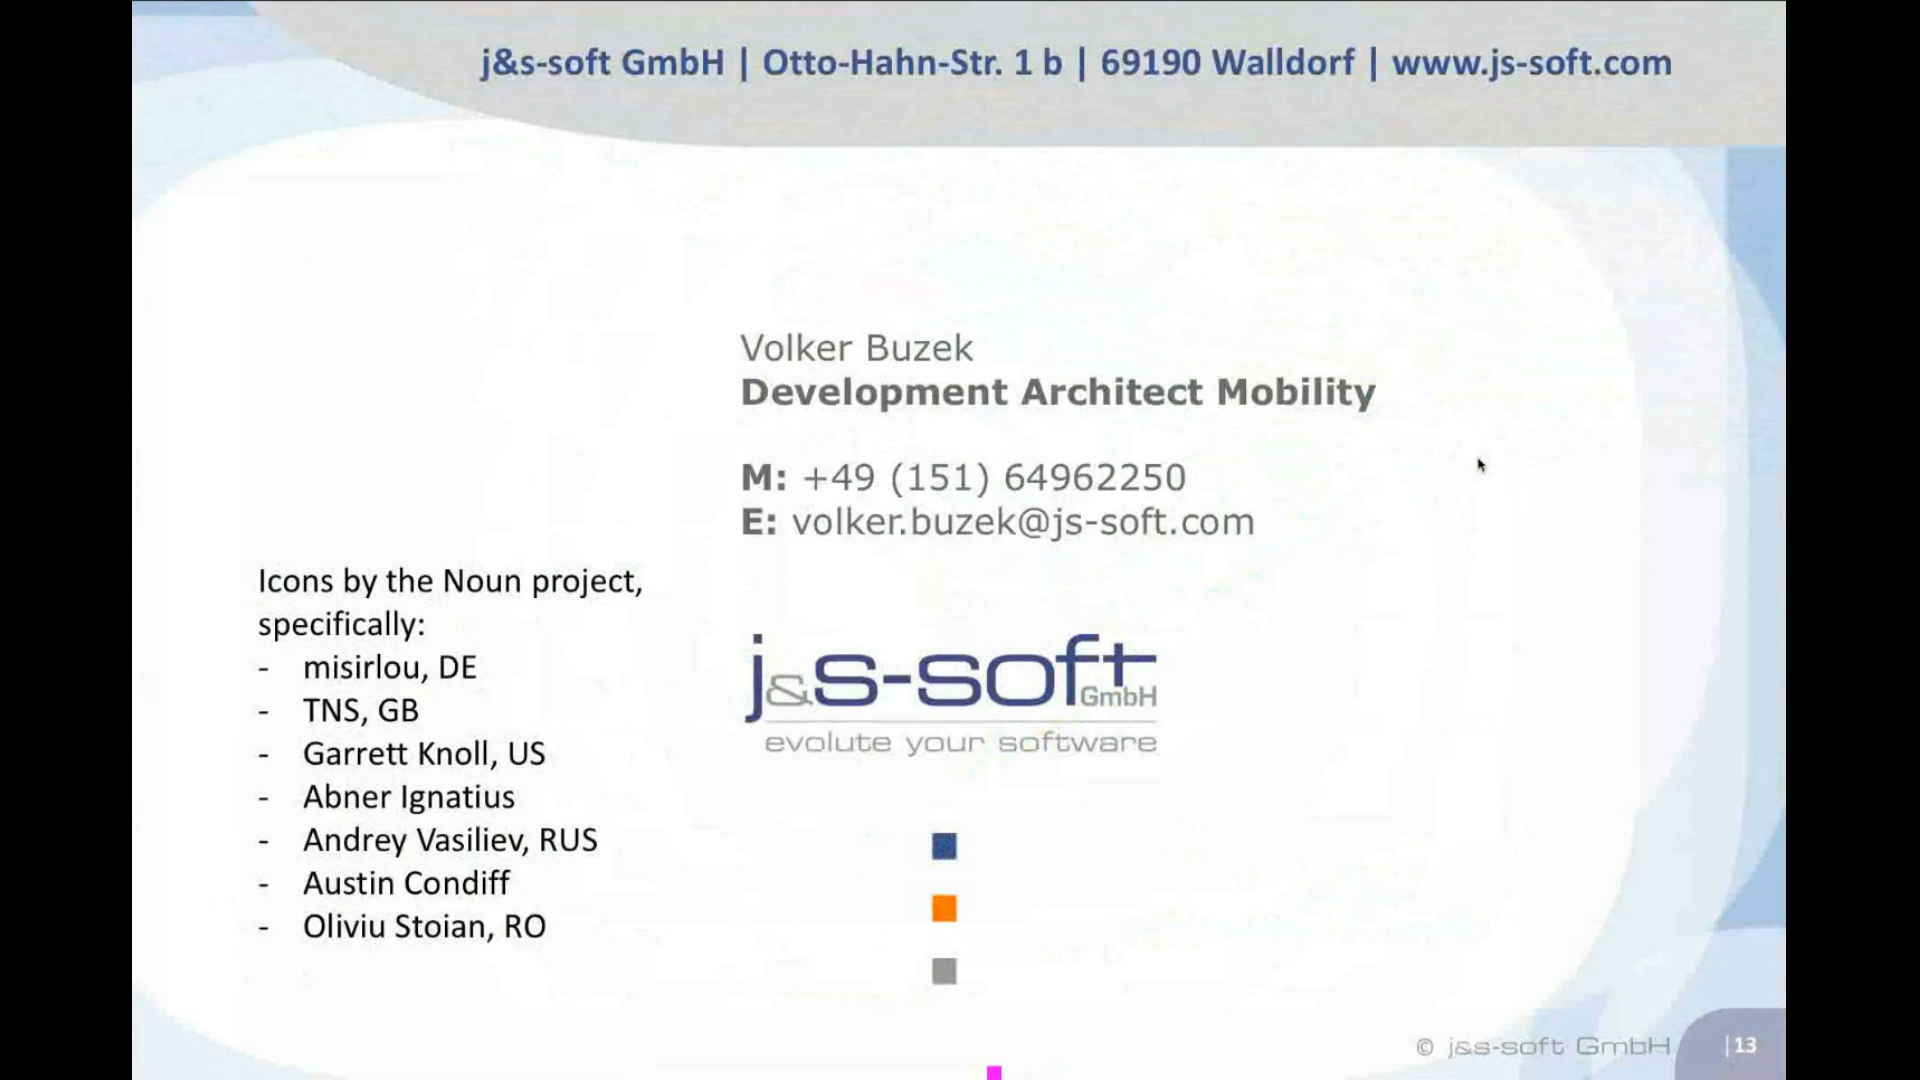 j&s-soft GmbH | Otto-Hahn-Str. 1 b | 69190 Walldorf | www.js-soft.com
Volker Buzek
Development Architect Mobility
M: +49 (151) 64962250
E: volker.buzek@js-soft.com
Icons by the Noun project,
specifically:
- misirlou, DE
- TNS, GB
- Garrett Knoll, US
- Abner Ignatius
- Andrey Vasiliev, RUS
- Austin Condiff
- Oliviu Stoian, RO
j&s-soft GmbH
evolute your software
© j&s-soft GmbH |13